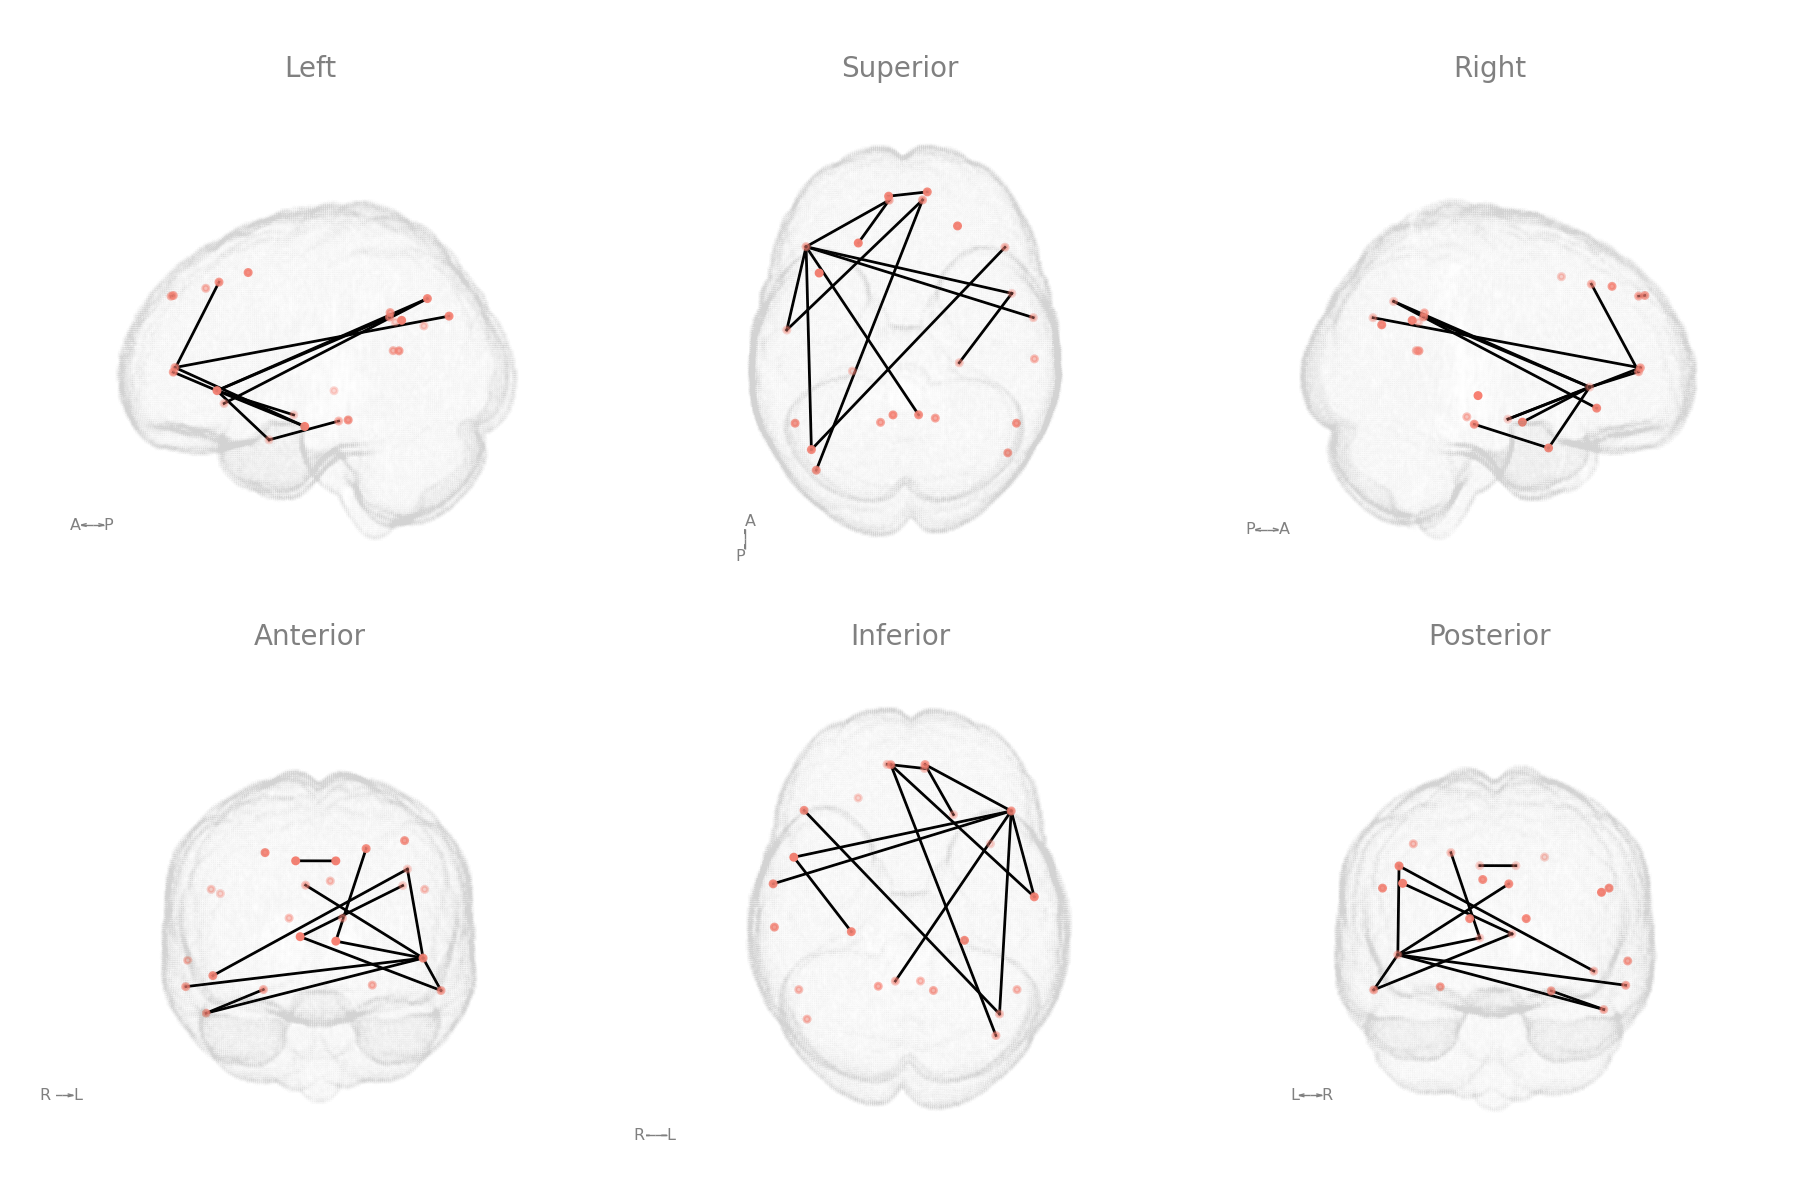 Left
Superior
Right
A P
A
P
P A
Anterior
Inferior
Posterior
R L
R L
L R